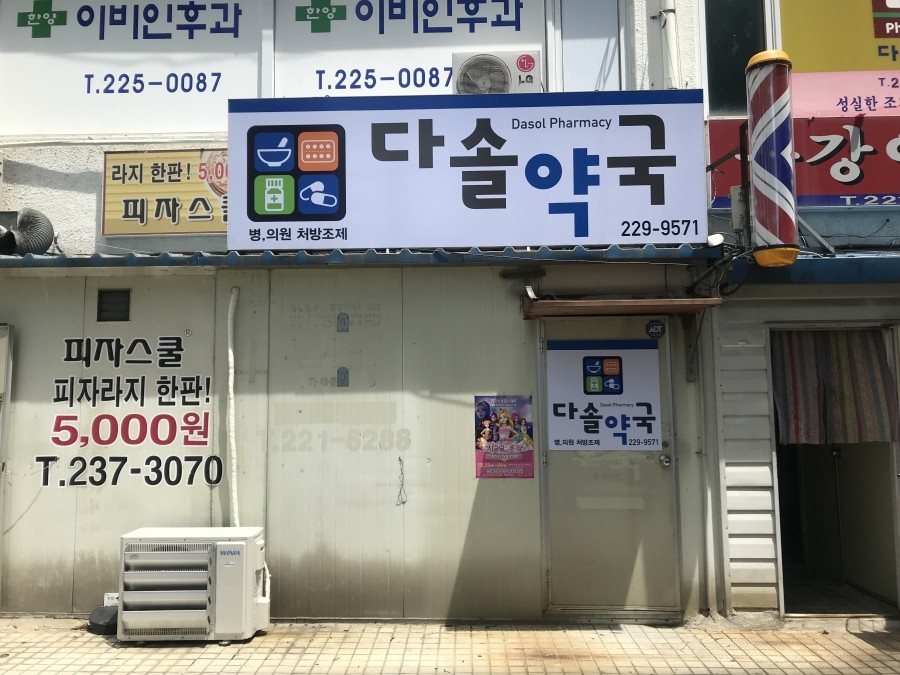 한양 이비인후과
T.225-0087
한양 이비인후과
T.225-0087
LG
Ph
성실한 조
강
T.22
라지 한판! 5,0
피자스쿨
Dasol Pharmacy
다솔약국
병,의원 처방조제
229-9571
피자스쿨®
피자라지 한판!
5,000원
T.237-3070
T.221-6288
WINIA
ADT
Dasol Pharmacy
다솔약국
병,의원 처방조제
229-9571